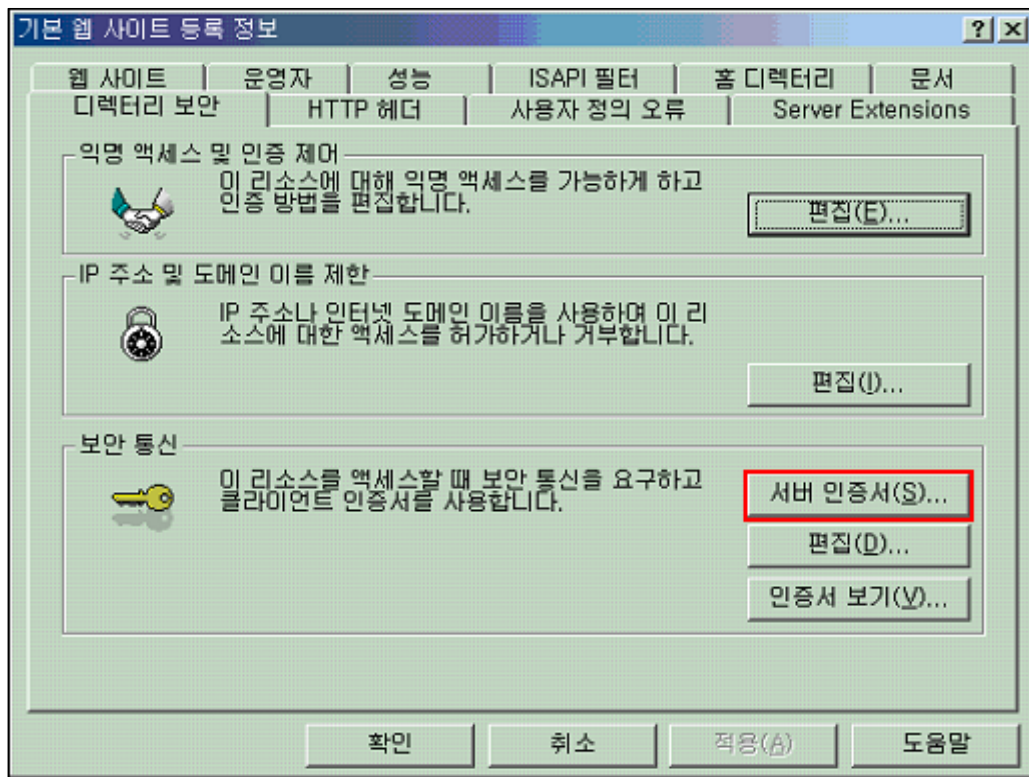 기본 웹 사이트 등록 정보
웹 사이트 운영자 성능 ISAPI 필터 홈 디렉터리 문서
디렉터리 보안 HTTP 헤더 사용자 정의 오류 Server Extensions
익명 액세스 및 인증 제어
이 리소스에 대해 익명 액세스를 가능하게 하고
인증 방법을 편집합니다.
편집(E)...
IP 주소 및 도메인 이름 제한
IP 주소나 인터넷 도메인 이름을 사용하여 이 리
소스에 대한 액세스를 허가하거나 거부합니다.
편집(I)...
보안 통신
이 리소스를 액세스할 때 보안 통신을 요구하고
클라이언트 인증서를 사용합니다.
서버 인증서(S)...
편집(D)...
인증서 보기(V)...
확인 취소 적용(A) 도움말